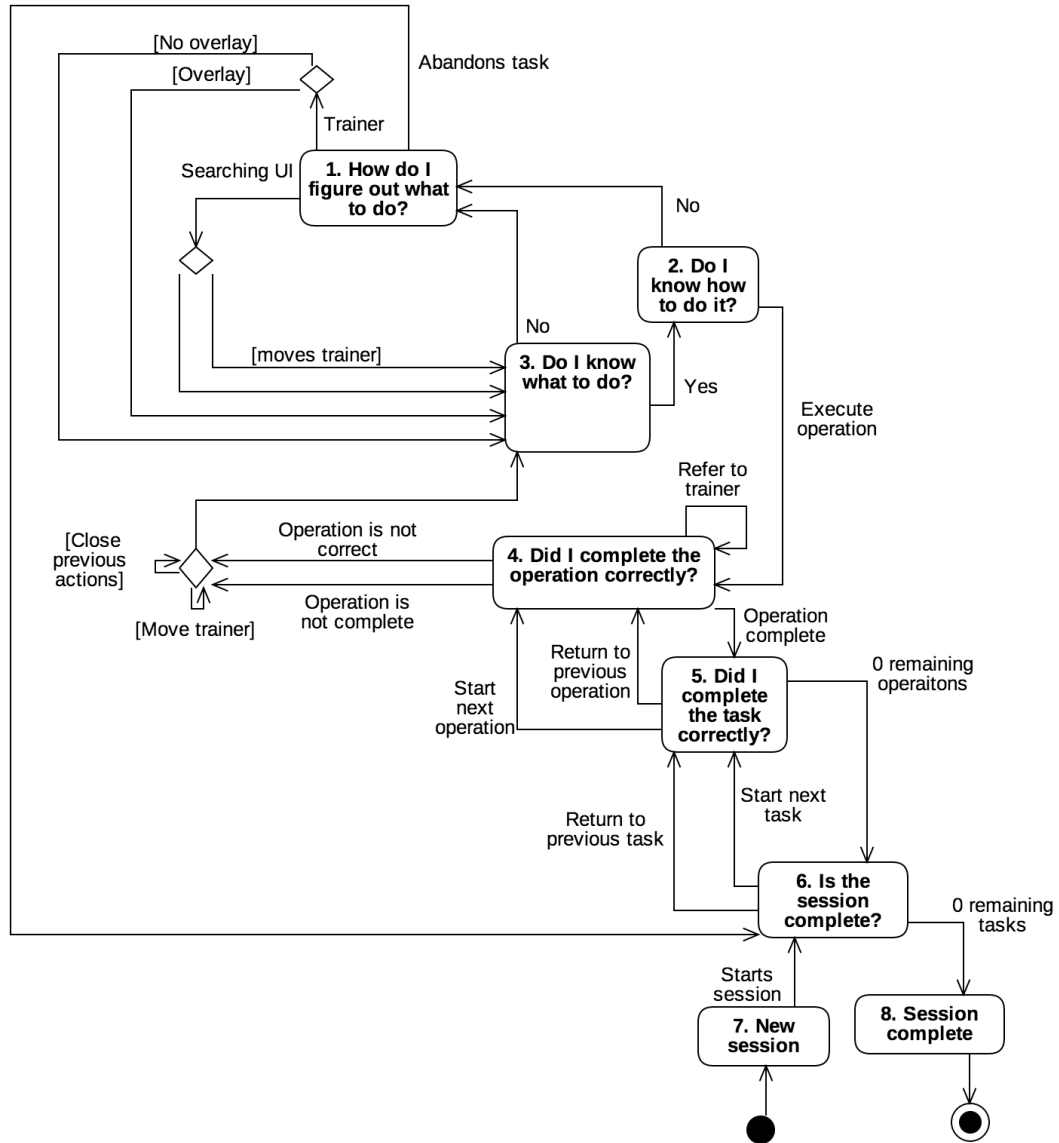 [No overlay]
Abandons task
[Overlay]
Trainer
Searching UI
1. How do I
figure out what
to do?
No
2. Do I
know how
to do it?
No
[moves trainer]
3. Do I know
what to do?
Yes
Execute
operation
Refer to
trainer
[Close
previous
actions]
Operation is not
correct
4. Did I complete the
operation correctly?
Operation is
not complete
[Move trainer]
Operation
complete
Return to
previous
operation
Start
next
operation
5. Did I
complete
the task
correctly?
0 remaining
operaitons
Start next
task
Return to
previous task
6. Is the
session
complete?
0 remaining
tasks
Starts
session
7. New
session
8. Session
complete